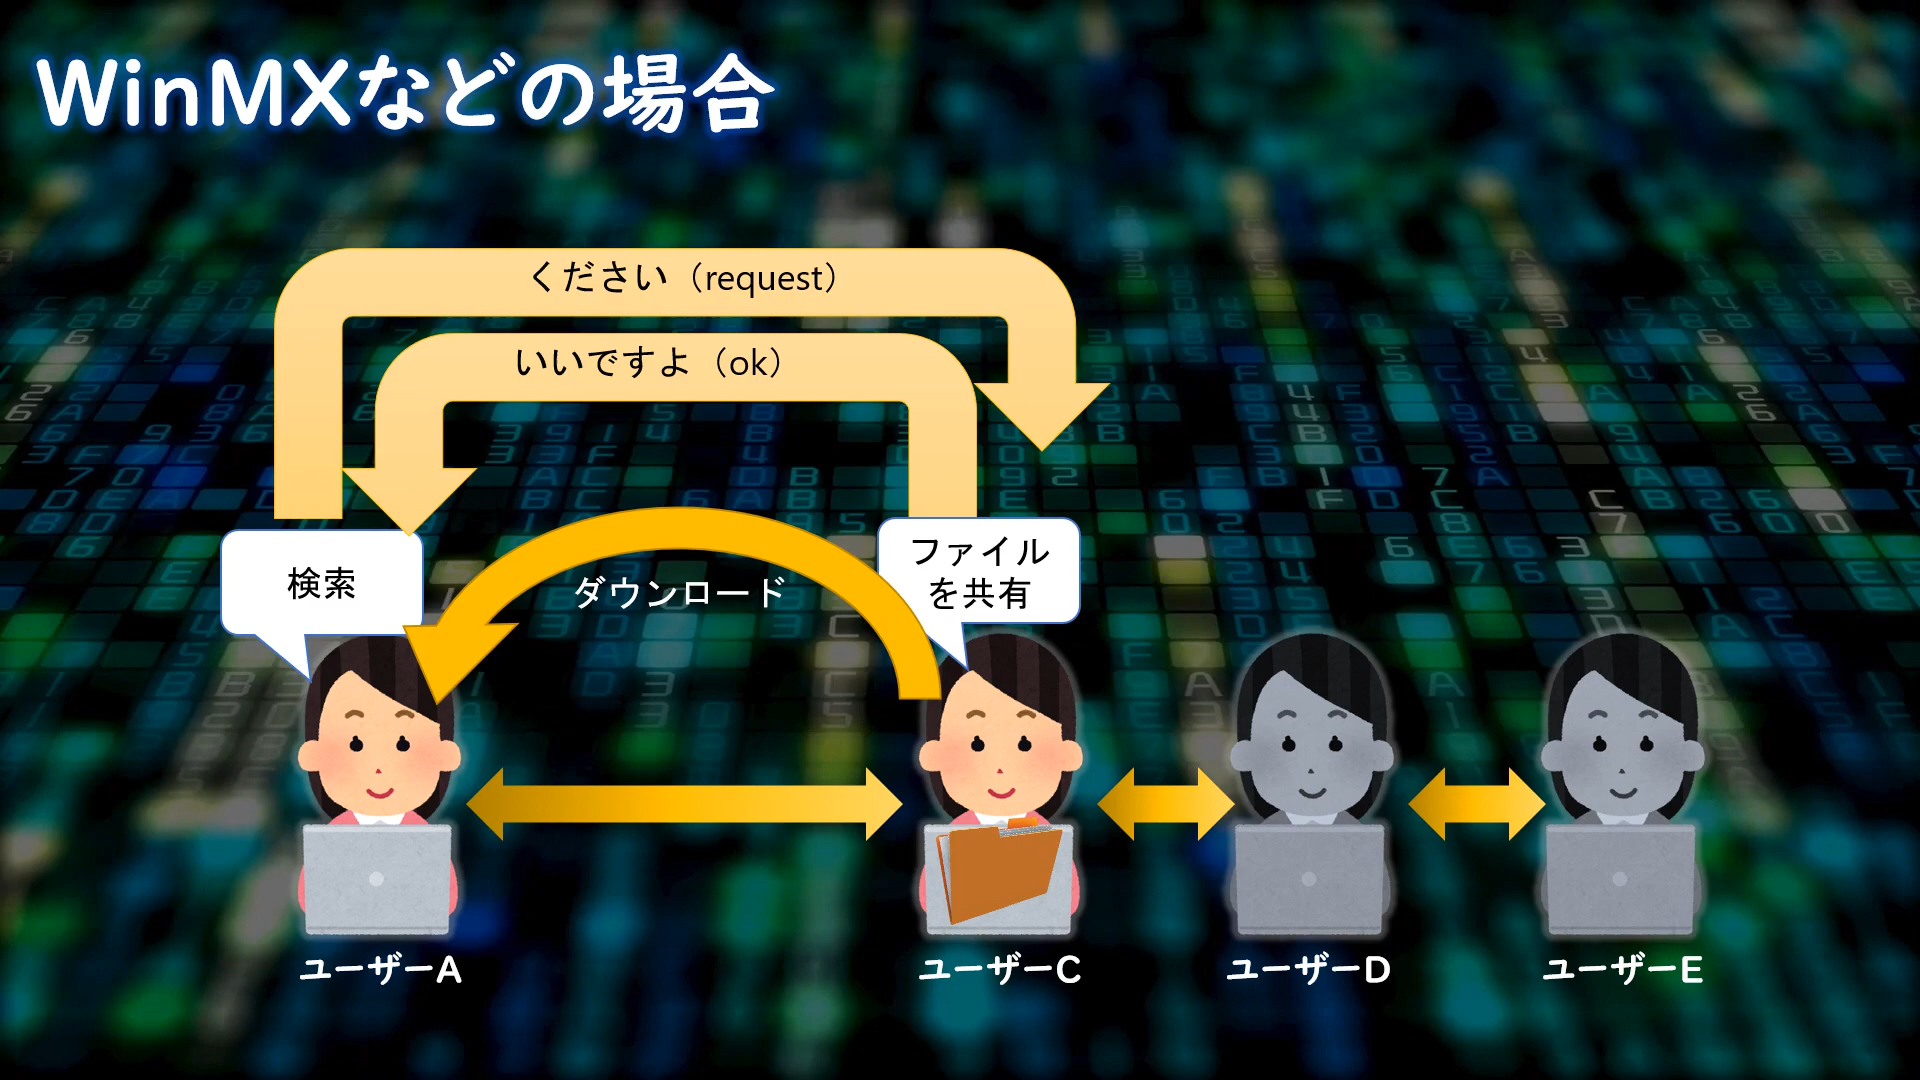 WinMXなどの場合
ください（request）
いいですよ（ok）
検索
ダウンロード
ファイル
を共有
ユーザーA
ユーザーC
ユーザーD
ユーザーE